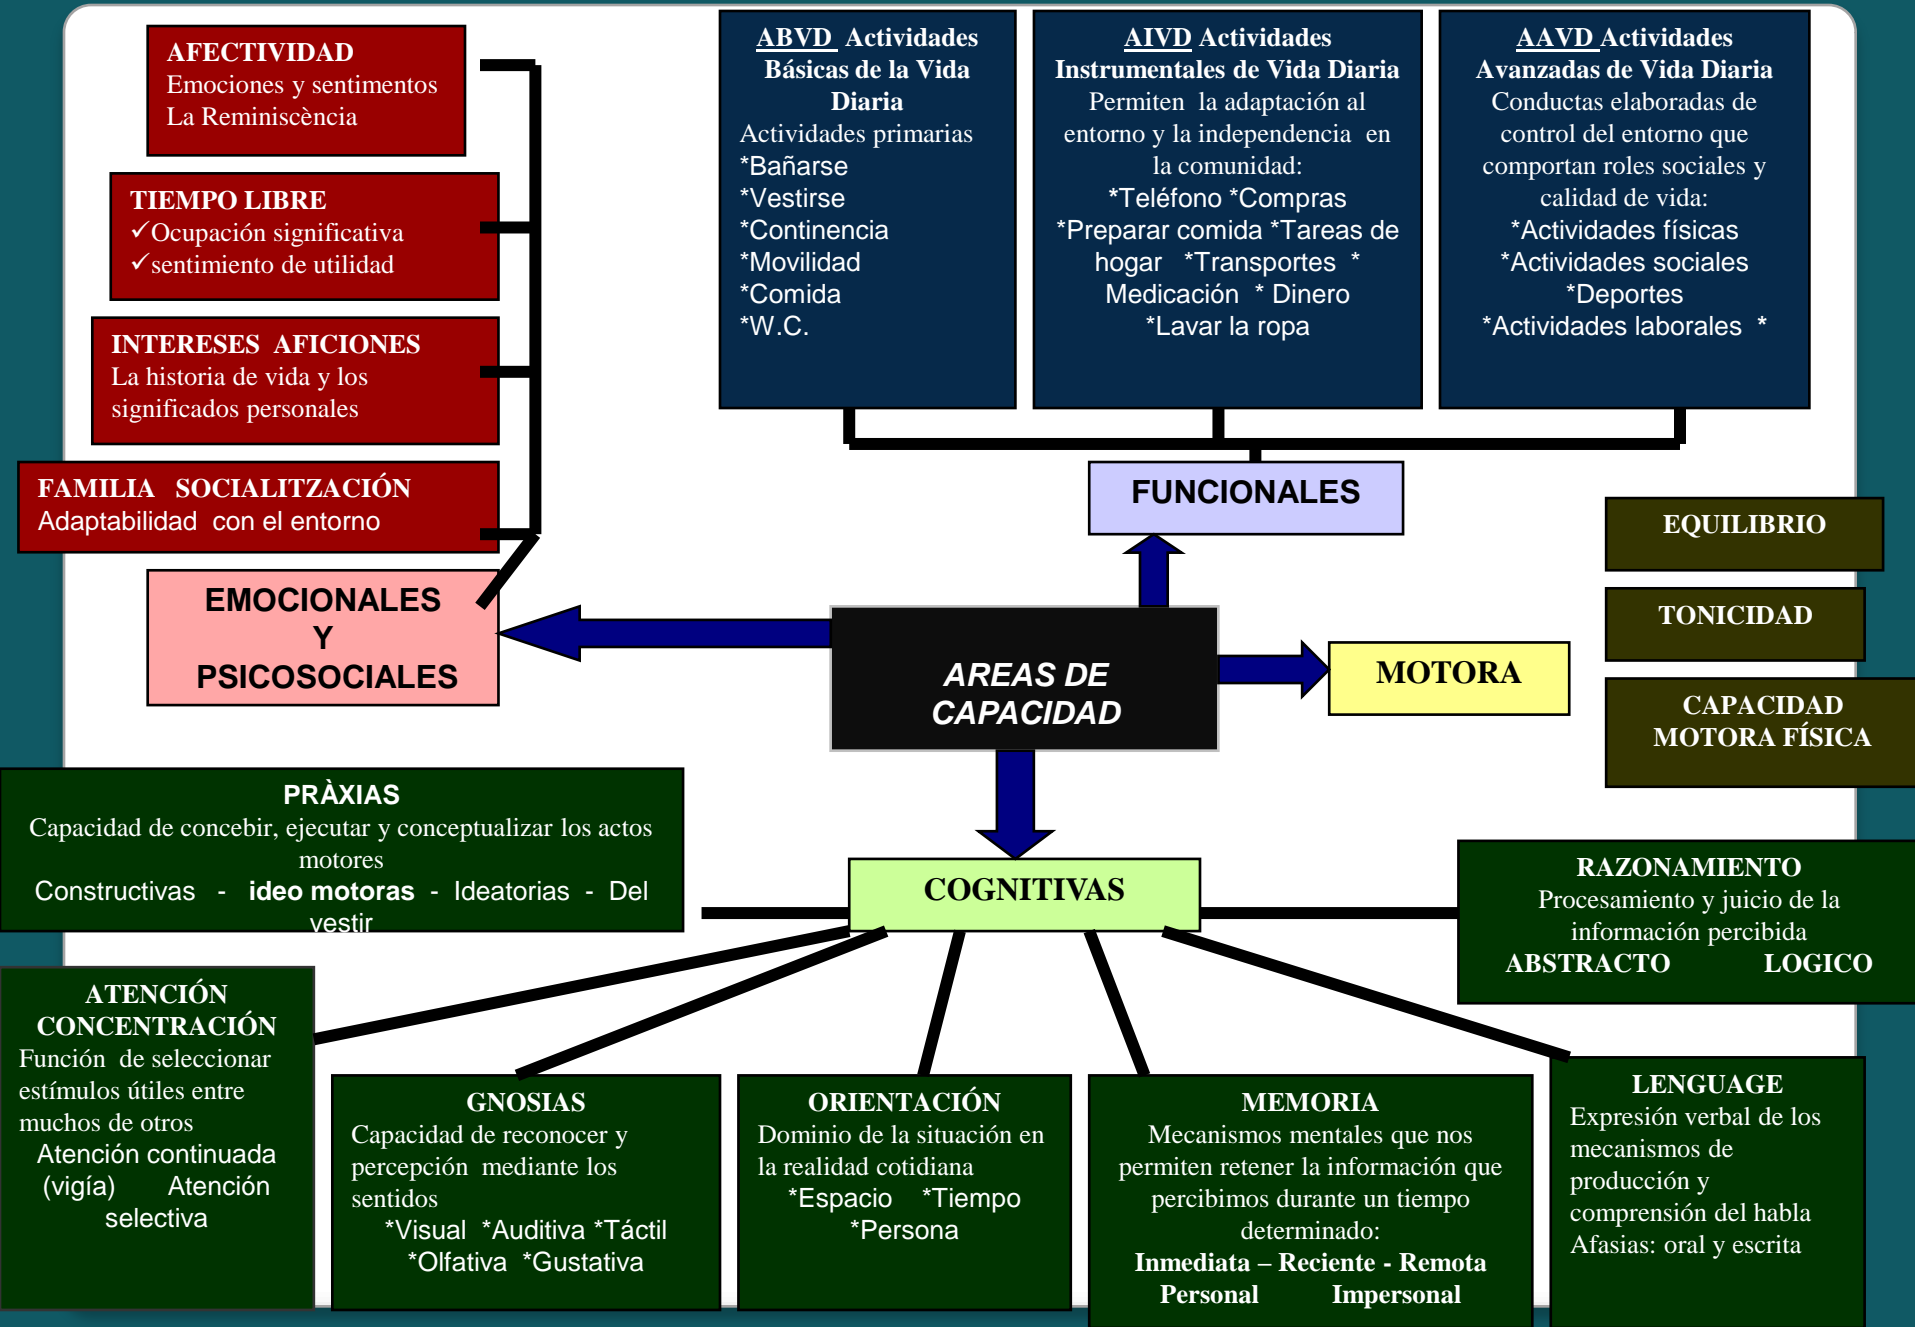 AFECTIVIDAD
Emociones y sentimentos
La Reminiscència
TIEMPO LIBRE
✓Ocupación significativa
✓sentimiento de utilidad
INTERESES AFICIONES
La historia de vida y los
significados personales
FAMILIA SOCIALITZACIÓN
Adaptabilidad con el entorno
EMOCIONALES
Y
PSICOSOCIALES
ABVD Actividades
Básicas de la Vida
Diaria
Actividades primarias
*Bañarse
*Vestirse
*Continencia
*Movilidad
*Comida
*W.C.
AIVD Actividades
Instrumentales de Vida Diaria
Permiten la adaptación al
entorno y la independencia en
la comunidad:
*Teléfono *Compras
*Preparar comida *Tareas de
hogar *Transportes *
Medicación * Dinero
*Lavar la ropa
AAVD Actividades
Avanzadas de Vida Diaria
Conductas elaboradas de
control del entorno que
comportan roles sociales y
calidad de vida:
*Actividades físicas
*Actividades sociales
*Deportes
*Actividades laborales *
FUNCIONALES
EQUILIBRIO
TONICIDAD
CAPACIDAD
MOTORA FÍSICA
MOTORA
AREAS DE
CAPACIDAD
PRÀXIAS
Capacidad de concebir, ejecutar y conceptualizar los actos
motores
Constructivas - ideo motoras - Ideatorias - Del
vestir
COGNITIVAS
RAZONAMIENTO
Procesamiento y juicio de la
información percibida
ABSTRACTO LOGICO
ATENCIÓN
CONCENTRACIÓN
Función de seleccionar
estímulos útiles entre
muchos de otros
Atención continuada
(vigía) Atención
selectiva
GNOSIAS
Capacidad de reconocer y
percepción mediante los
sentidos
*Visual *Auditiva *Táctil
*Olfativa *Gustativa
ORIENTACIÓN
Dominio de la situación en
la realidad cotidiana
*Espacio *Tiempo
*Persona
MEMORIA
Mecanismos mentales que nos
permiten retener la información que
percibimos durante un tiempo
determinado:
Inmediata – Reciente - Remota
Personal Impersonal
LENGUAGE
Expresión verbal de los
mecanismos de
producción y
comprensión del habla
Afasias: oral y escrita